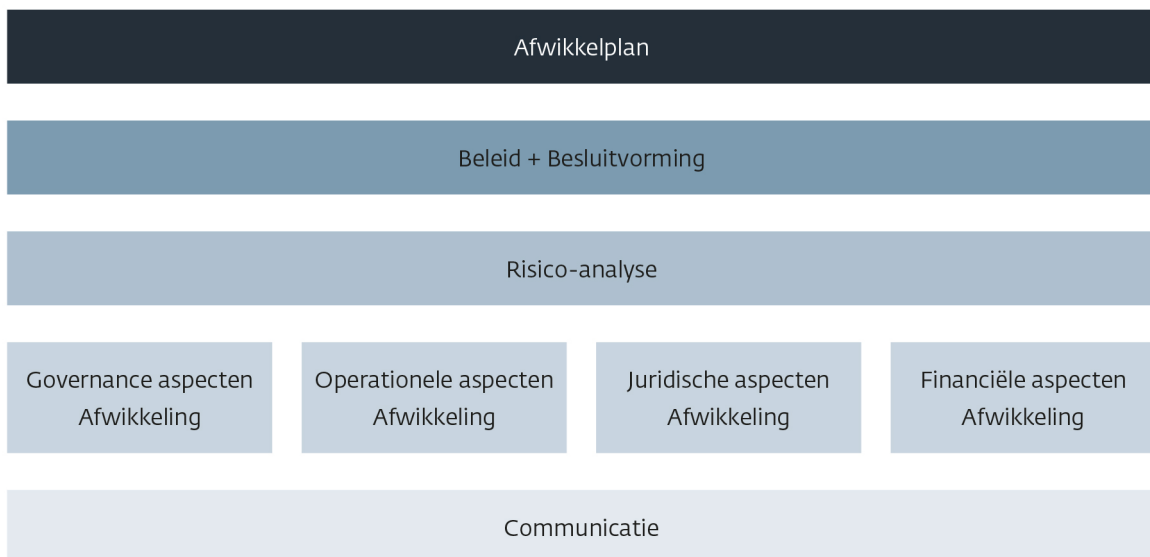 Afwikkelplan
Beleid + Besluitvorming
Risico-analyse
Governance aspecten
Afwikkeling
Operationele aspecten
Afwikkeling
Juridische aspecten
Afwikkeling
Financiële aspecten
Afwikkeling
Communicatie